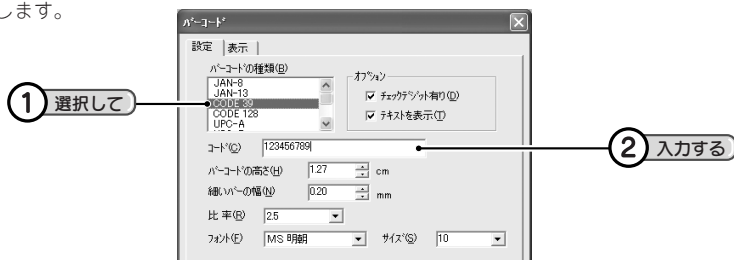 します。
バーコード
設定 表示
バーコードの種類(B)
JAN-8
JAN-13
CODE 39
CODE 128
UPC-A
オプション
チェックデジット有り(D)
テキストを表示(T)
① 選択して
コード(C) 123456789
② 入力する
バーコードの高さ(H) 1.27 cm
細いバーの幅(N) 0.20 mm
比 率(R) 2.5
フォント(F) MS 明朝 サイズ(S) 10